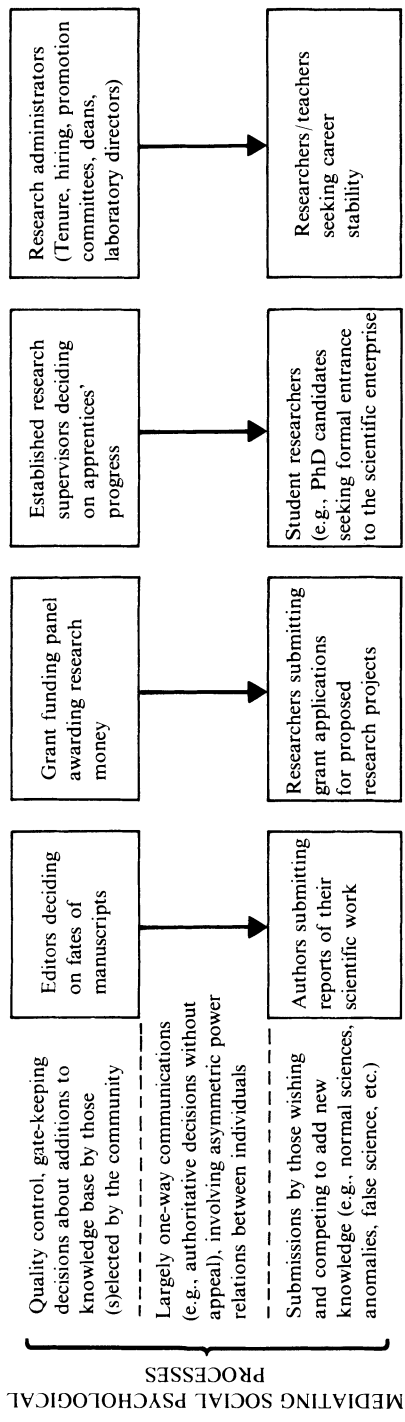 MEDIATING SOCIAL PSYCHOLOGICAL
PROCESSES
Quality control, gate-keeping
decisions about additions to
knowledge base by those
(s)elected by the community
Largely one-way communications
(e.g., authoritative decisions without
appeal), involving asymmetric power
relations between individuals
Submissions by those wishing
and competing to add new
knowledge (e.g., normal sciences,
anomalies, false science, etc.)
Editors deciding
on fates of
manuscripts
Authors submitting
reports of their
scientific work
Grant funding panel
awarding research
money
Researchers submitting
grant applications
for proposed
research projects
Established research
supervisors deciding
on apprentices'
progress
Student researchers
(e.g., PhD candidates
seeking formal entrance
to the scientific enterprise
Research administrators
(Tenure, hiring, promotion
committees, deans,
laboratory directors)
Researchers/teachers
seeking career
stability